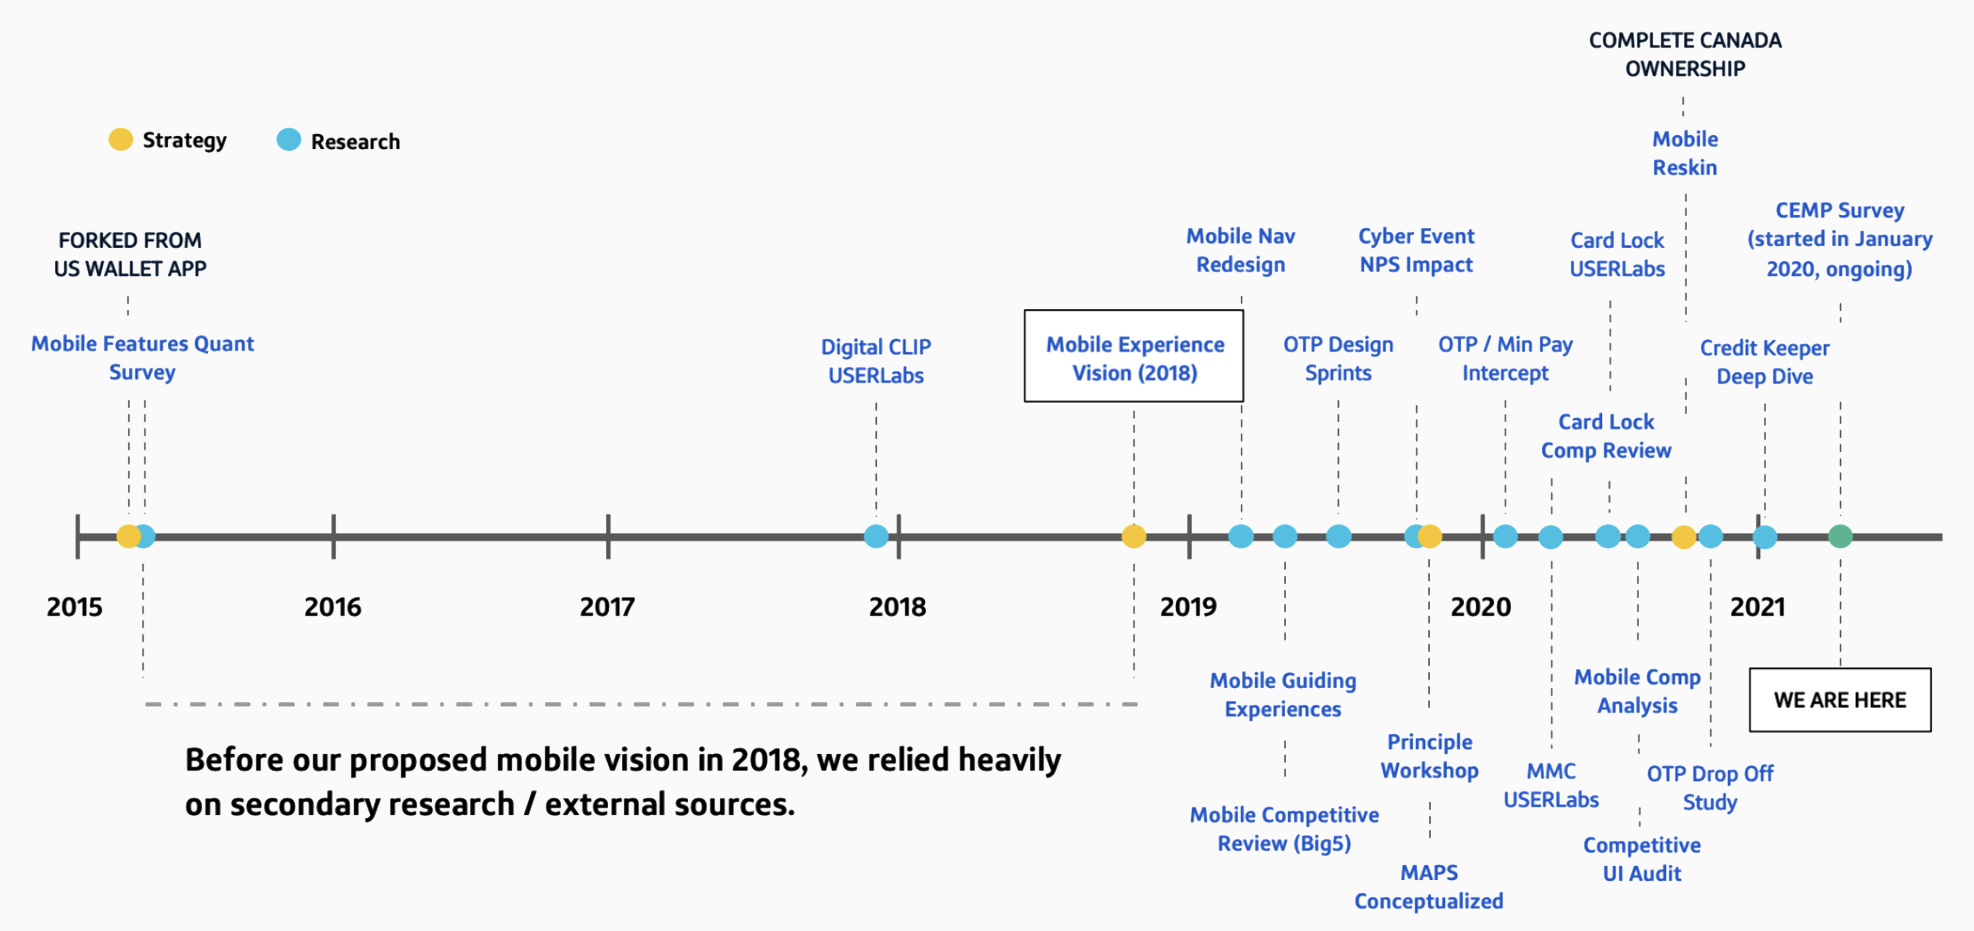 COMPLETE CANADA
OWNERSHIP
Strategy
Research
Mobile
Reskin
FORKED FROM
US WALLET APP
Mobile Nav
Redesign
Cyber Event
NPS Impact
Card Lock
USERLabs
CEMP Survey
(started in January
2020, ongoing)
Mobile Features Quant
Survey
Digital CLIP
USERLabs
Mobile Experience
Vision (2018)
OTP Design
Sprints
OTP / Min Pay
Intercept
Credit Keeper
Deep Dive
Card Lock
Comp Review
2015
2016
2017
2018
2019
2020
2021
Mobile Guiding
Experiences
Mobile Comp
Analysis
WE ARE HERE
Before our proposed mobile vision in 2018, we relied heavily
on secondary research / external sources.
Principle
Workshop
MMC
USERLabs
OTP Drop Off
Study
Mobile Competitive
Review (Big5)
Competitive
UI Audit
MAPS
Conceptualized